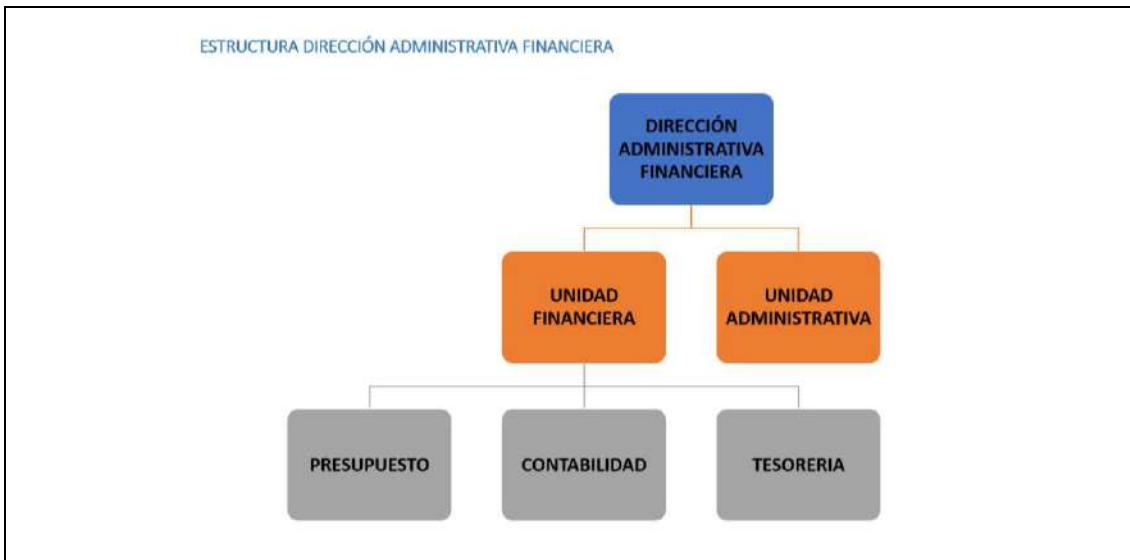 ESTRUCTURA DIRECCIÓN ADMINISTRATIVA FINANCIERA
DIRECCIÓN
ADMINISTRATIVA
FINANCIERA
UNIDAD
FINANCIERA
UNIDAD
ADMINISTRATIVA
PRESUPUESTO
CONTABILIDAD
TESORERIA